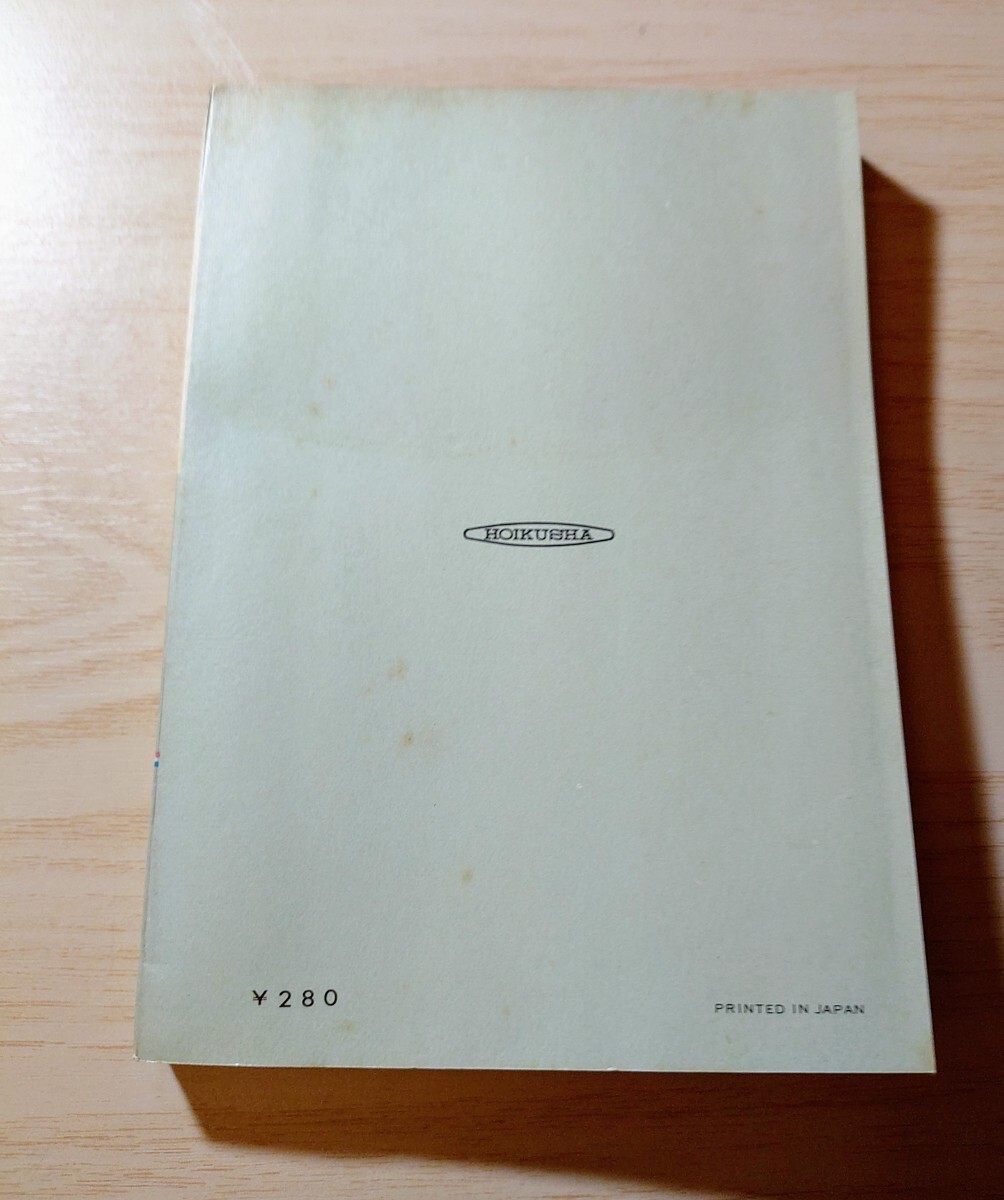 HOIKUSHA
¥280
PRINTED IN JAPAN